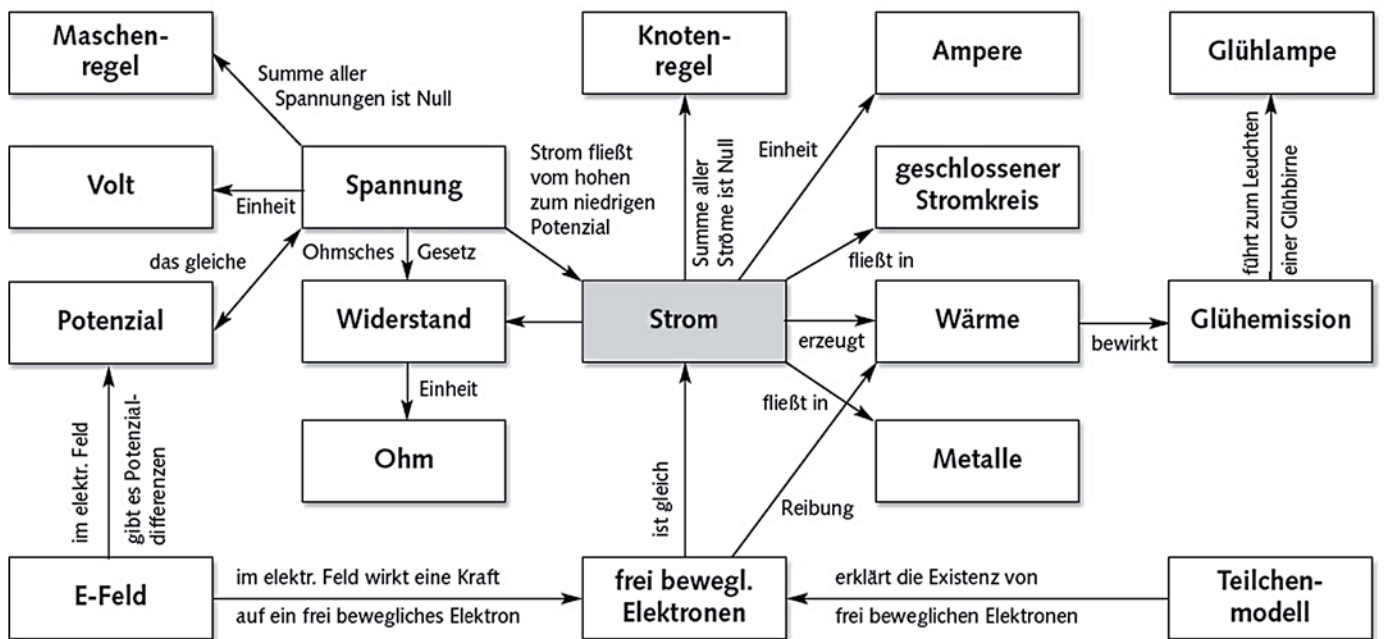 Maschen-
regel
Knoten-
regel
Ampere
Glühlampe
Summe aller
Spannungen ist Null
Volt
Einheit
Spannung
Strom fließt
vom hohen
zum niedrigen
Potenzial
Summe aller
Ströme ist Null
Einheit
geschlossener
Stromkreis
führt zum Leuchten
einer Glühbirne
das gleiche
Ohmsches Gesetz
fließt in
Potenzial
Widerstand
Strom
erzeugt
Wärme
bewirkt
Glühemission
Einheit
fließt in
Ohm
Metalle
im elektr. Feld
gibt es Potenzial-
differenzen
ist gleich
Reibung
E-Feld
im elektr. Feld wirkt eine Kraft
auf ein frei bewegliches Elektron
frei bewegl.
Elektronen
erklärt die Existenz von
frei beweglichen Elektronen
Teilchen-
modell